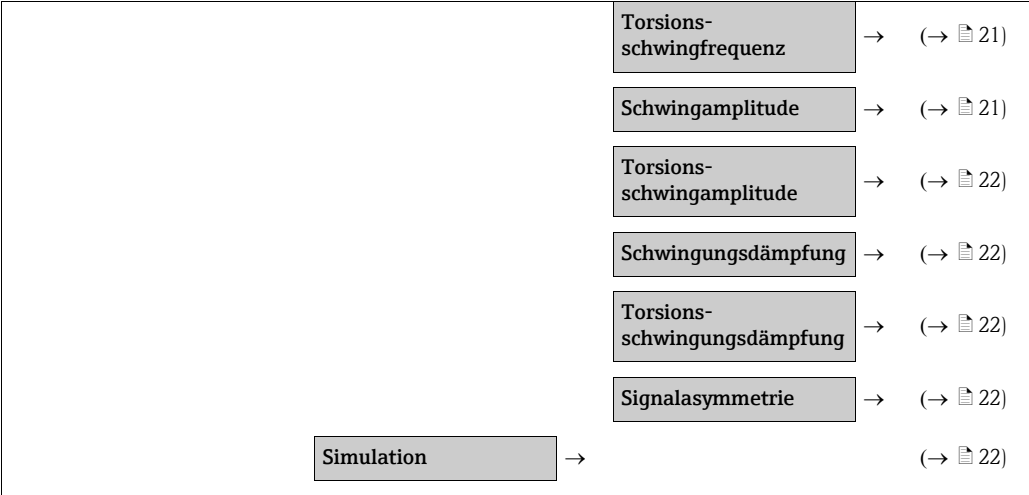 Torsions-
schwingfrequenz → (→ 21)
Schwingamplitude → (→ 21)
Torsions-
schwingamplitude → (→ 22)
Schwingungsdämpfung → (→ 22)
Torsions-
schwingungsdämpfung → (→ 22)
Signalasymmetrie → (→ 22)
Simulation → (→ 22)